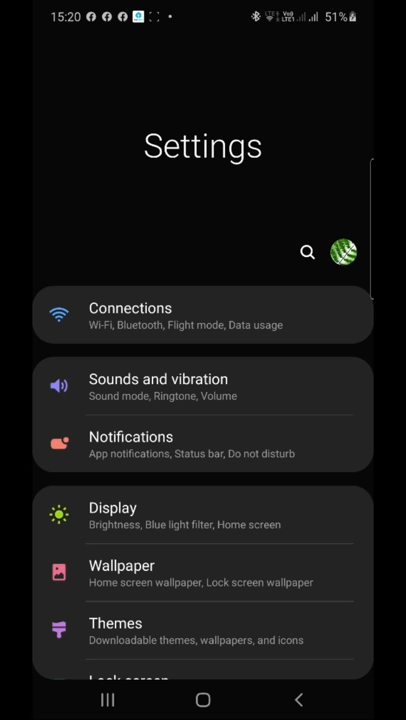 15:20 51%
Settings
Connections
Wi-Fi, Bluetooth, Flight mode, Data usage
Sounds and vibration
Sound mode, Ringtone, Volume
Notifications
App notifications, Status bar, Do not disturb
Display
Brightness, Blue light filter, Home screen
Wallpaper
Home screen wallpaper, Lock screen wallpaper
Themes
Downloadable themes, wallpapers, and icons
Lock screen